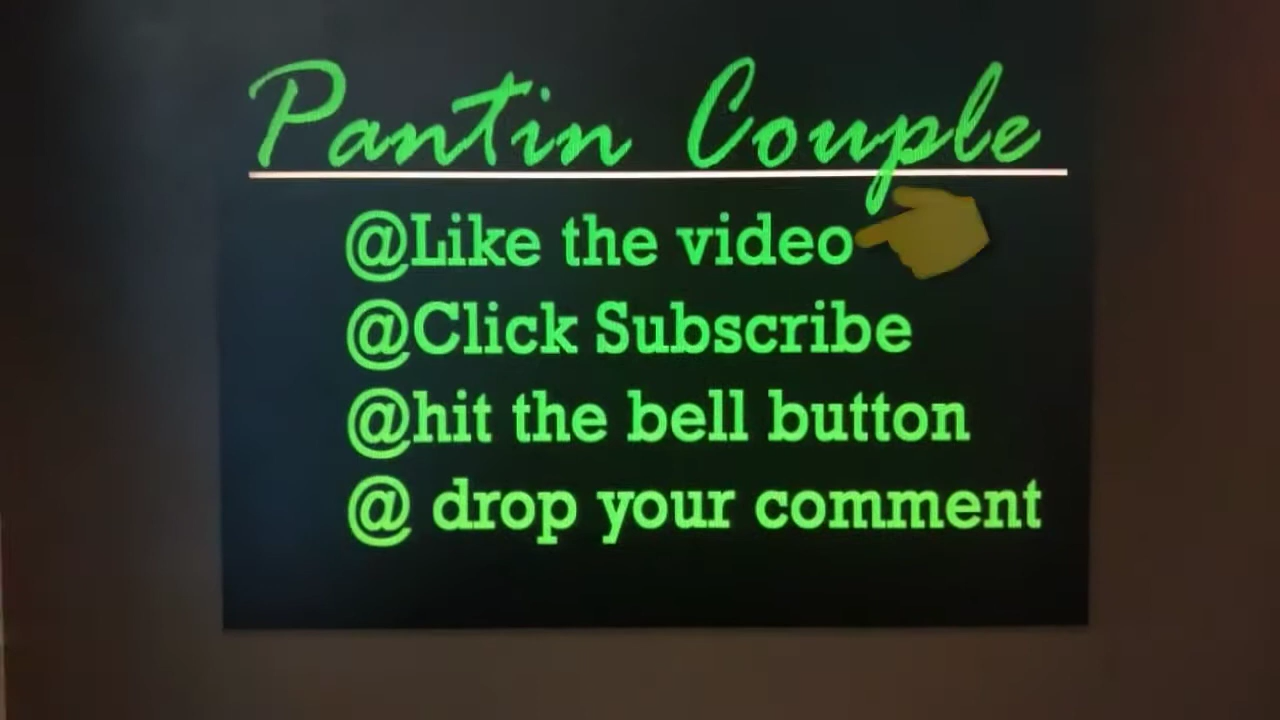 Pantin Couple
@Like the video
@Click Subscribe
@hit the bell button
@ drop your comment